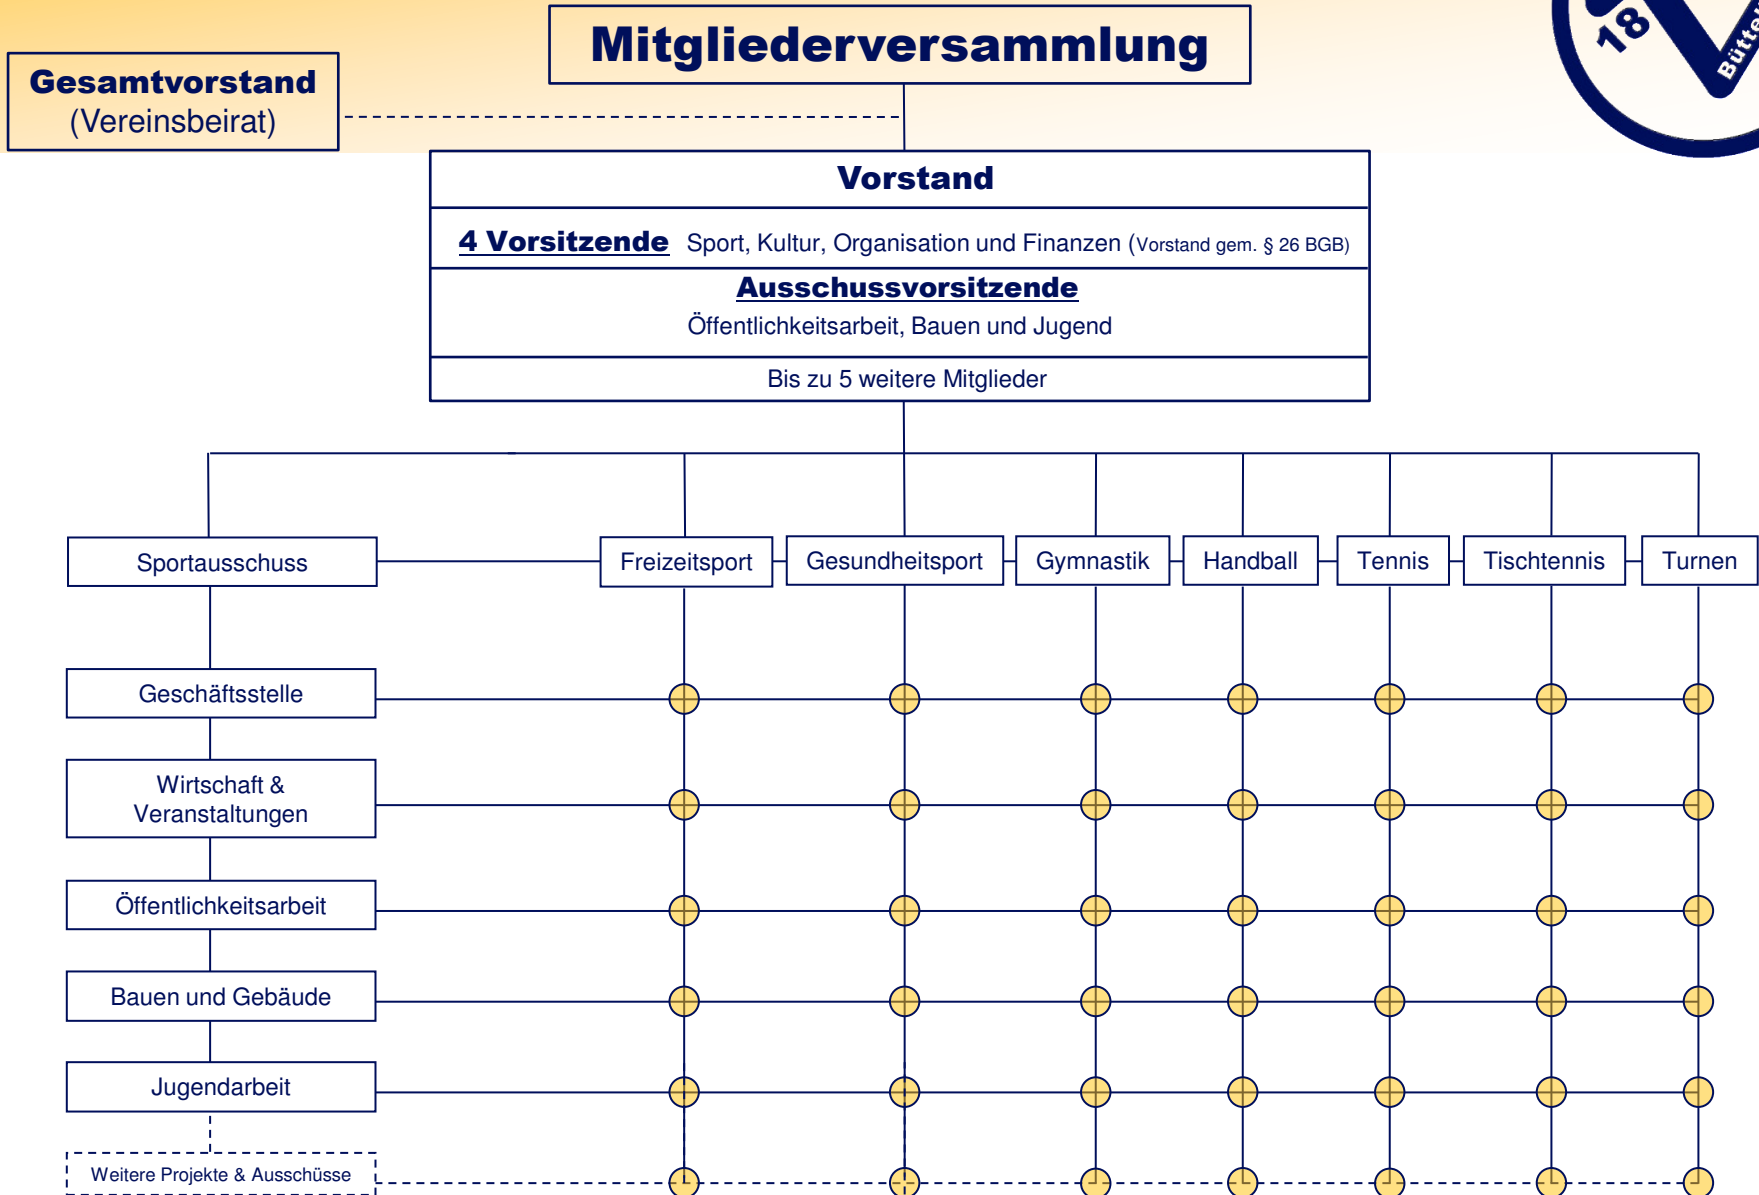 Mitgliederversammlung
Gesamtvorstand
(Vereinsbeirat)
18
Vorstand
4 Vorsitzende Sport, Kultur, Organisation und Finanzen (Vorstand gem. § 26 BGB)
Ausschussvorsitzende
Öffentlichkeitsarbeit, Bauen und Jugend
Bis zu 5 weitere Mitglieder
Sportausschuss
Freizeitsport
Gesundheitsport
Gymnastik
Handball
Tennis
Tischtennis
Turnen
Geschäftsstelle
Wirtschaft &
Veranstaltungen
Öffentlichkeitsarbeit
Bauen und Gebäude
Jugendarbeit
Weitere Projekte & Ausschüsse